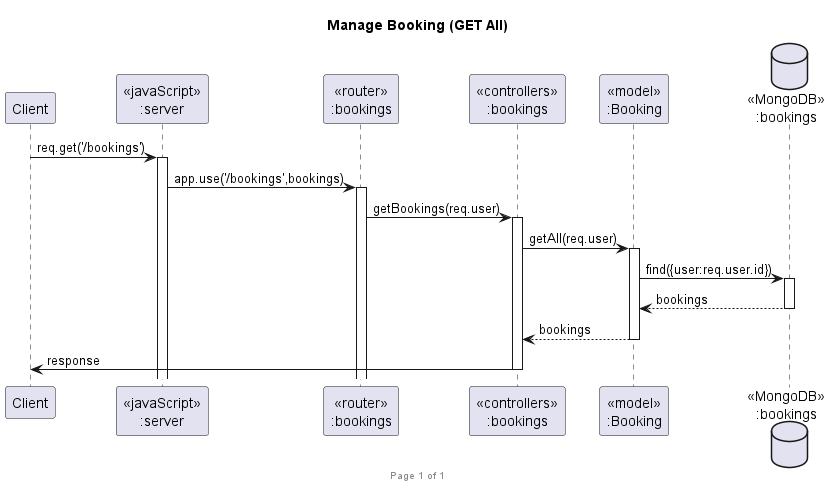 Manage Booking (GET All)
Client
«javaScript»
:server
«router»
:bookings
«controllers»
:bookings
«model»
:Booking
«MongoDB»
:bookings
req.get('/bookings')
app.use('/bookings',bookings)
getBookings(req.user)
getAll(req.user)
find({user:req.user.id})
bookings
bookings
response
Client
«javaScript»
:server
«router»
:bookings
«controllers»
:bookings
«model»
:Booking
«MongoDB»
:bookings
Page 1 of 1